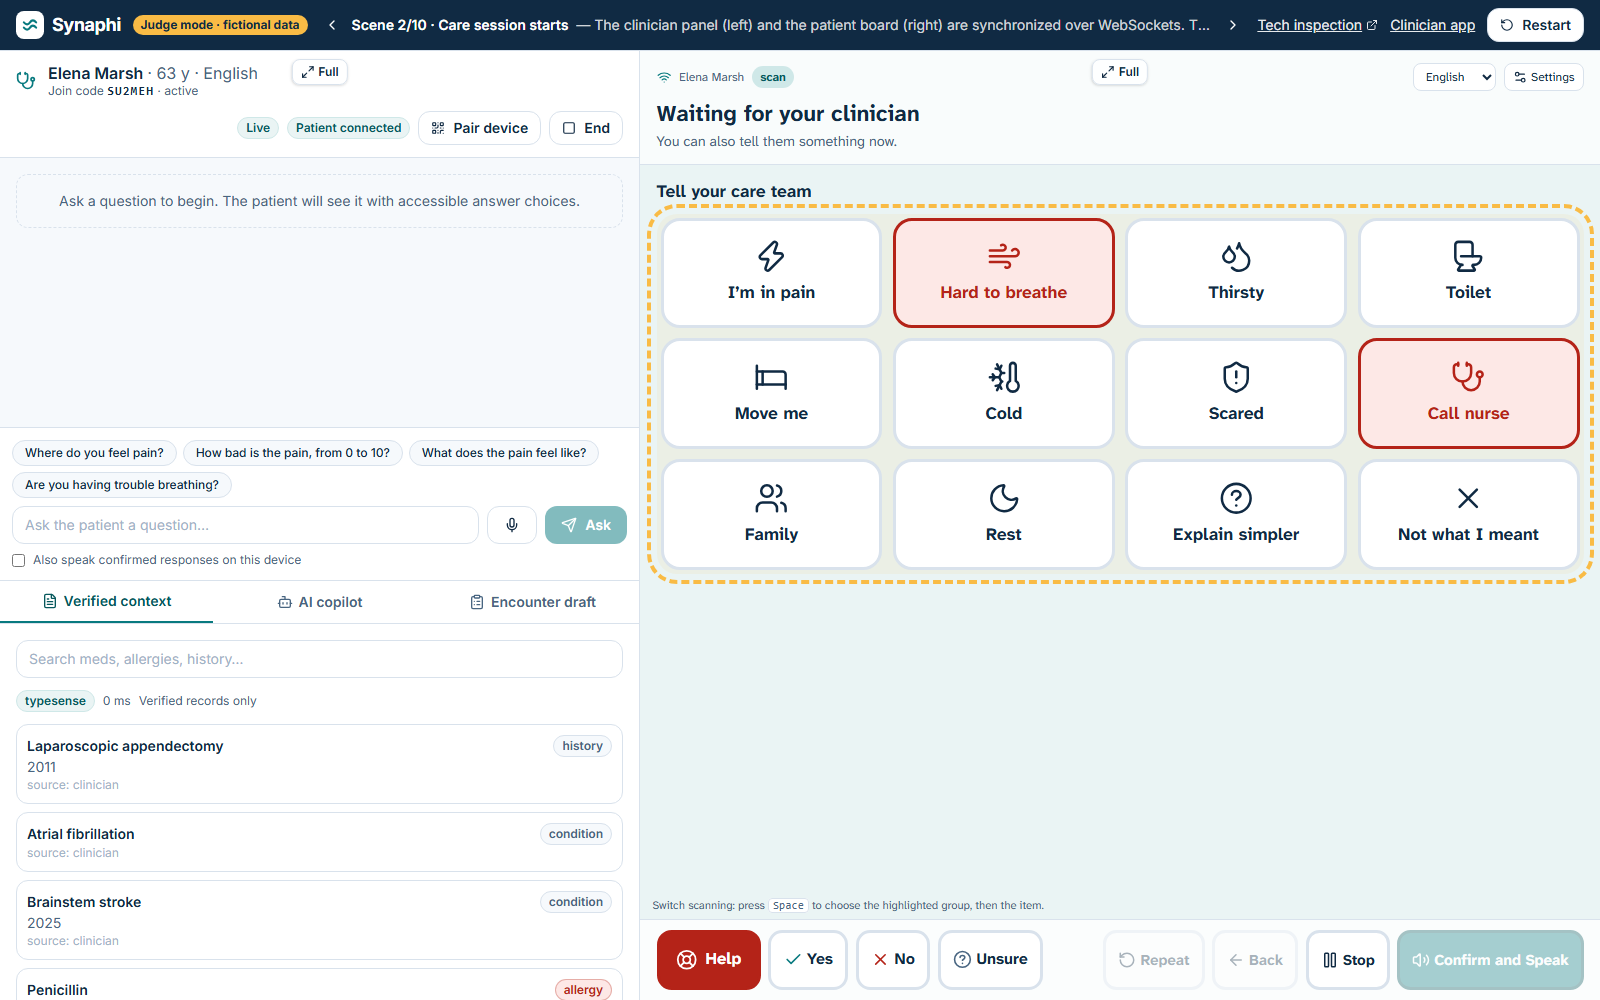 Synaphi
Judge mode · fictional data
Scene 2/10 · Care session starts — The clinician panel (left) and the patient board (right) are synchronized over WebSockets. T...
Tech inspection
Clinician app
Restart
Elena Marsh · 63 y · English
Join code SU2MEH · active
Full
Live
Patient connected
Pair device
End
Ask a question to begin. The patient will see it with accessible answer choices.
Where do you feel pain?
How bad is the pain, from 0 to 10?
What does the pain feel like?
Are you having trouble breathing?
Ask the patient a question...
Ask
Also speak confirmed responses on this device
Verified context
AI copilot
Encounter draft
Search meds, allergies, history...
typesense 0 ms Verified records only
Laparoscopic appendectomy
history
2011
source: clinician
Atrial fibrillation
condition
source: clinician
Brainstem stroke
condition
2025
source: clinician
Penicillin
allergy
Elena Marsh
scan
Full
English
Settings
Waiting for your clinician
You can also tell them something now.
Tell your care team
I'm in pain
Hard to breathe
Thirsty
Toilet
Move me
Cold
Scared
Call nurse
Family
Rest
Explain simpler
Not what I meant
Switch scanning: press Space to choose the highlighted group, then the item.
Help
Yes
No
Unsure
Repeat
Back
Stop
Confirm and Speak